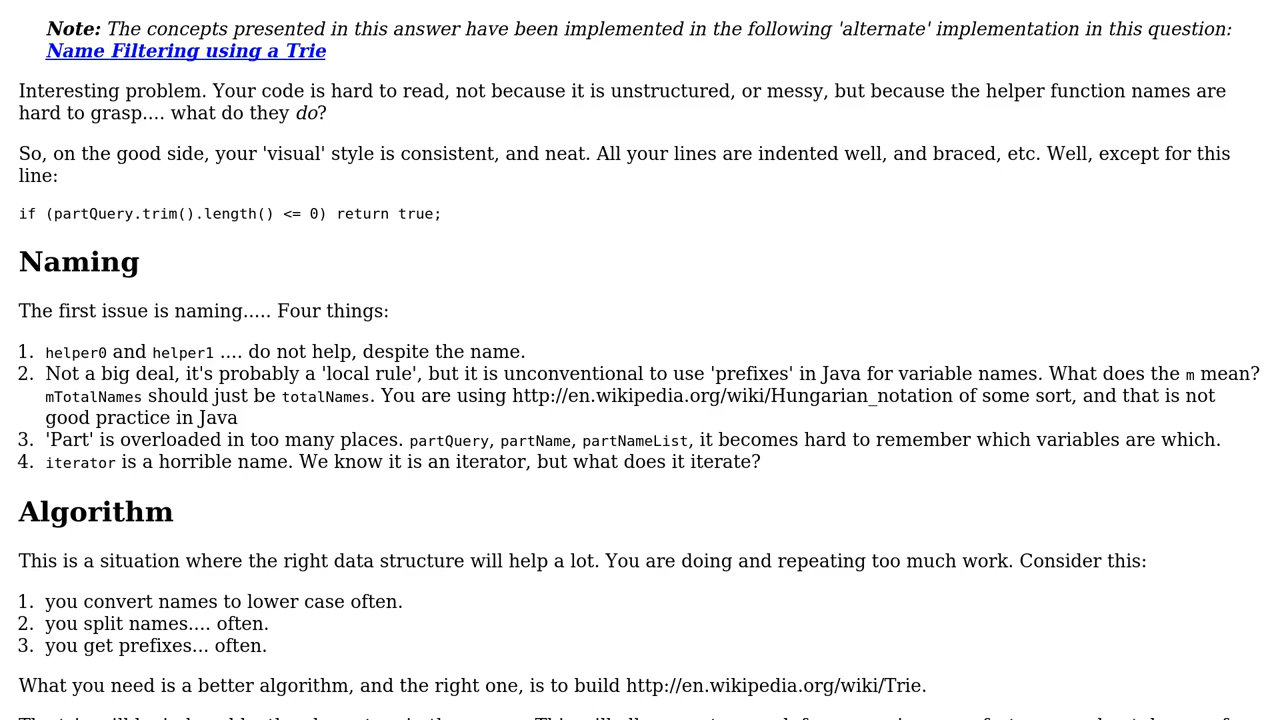 Note: The concepts presented in this answer have been implemented in the following 'alternate' implementation in this question:
Name Filtering using a Trie
Interesting problem. Your code is hard to read, not because it is unstructured, or messy, but because the helper function names are
hard to grasp.... what do they do?
So, on the good side, your 'visual' style is consistent, and neat. All your lines are indented well, and braced, etc. Well, except for this
line:
if (partQuery.trim().length() <= 0) return true;
Naming
The first issue is naming..... Four things:
1. helper0 and helper1 .... do not help, despite the name.
2. Not a big deal, it's probably a 'local rule', but it is unconventional to use 'prefixes' in Java for variable names. What does the m mean?
mTotalNames should just be totalNames. You are using http://en.wikipedia.org/wiki/Hungarian_notation of some sort, and that is not
good practice in Java
3. 'Part' is overloaded in too many places. partQuery, partName, partNameList, it becomes hard to remember which variables are which.
4. iterator is a horrible name. We know it is an iterator, but what does it iterate?
Algorithm
This is a situation where the right data structure will help a lot. You are doing and repeating too much work. Consider this:
1. you convert names to lower case often.
2. you split names.... often.
3. you get prefixes... often.
What you need is a better algorithm, and the right one, is to build http://en.wikipedia.org/wiki/Trie.